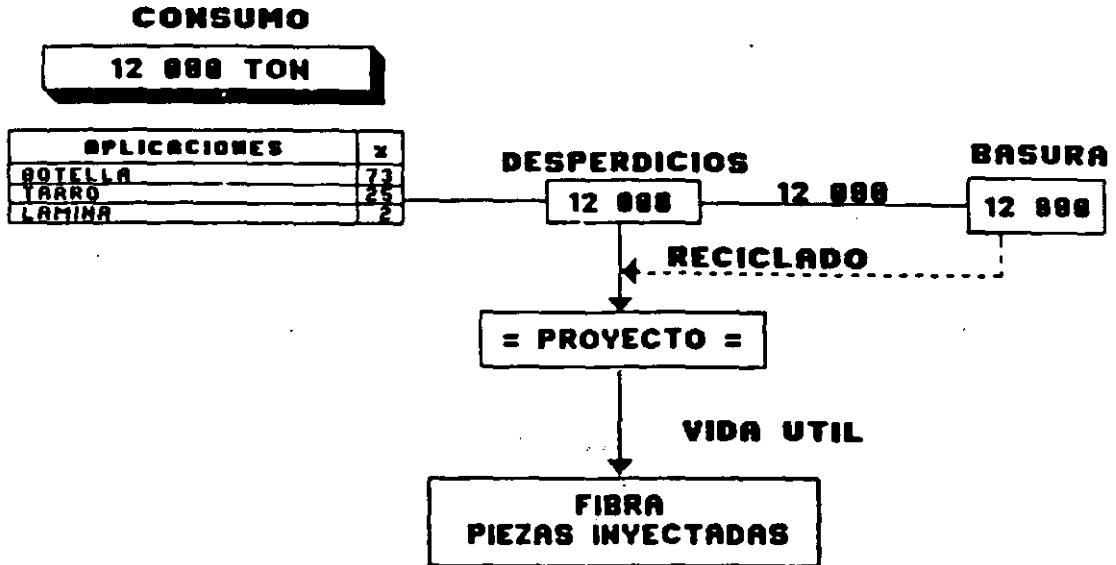 CONSUMO
12 000 TON
APLICACIONES %
BOTELLA 73
TARRO 25
LAMINA 2
DESPERDICIOS
12 000
12 000
BASURA
12 000
RECICLADO
= PROYECTO =
VIDA UTIL
FIBRA
PIEZAS INYECTADAS